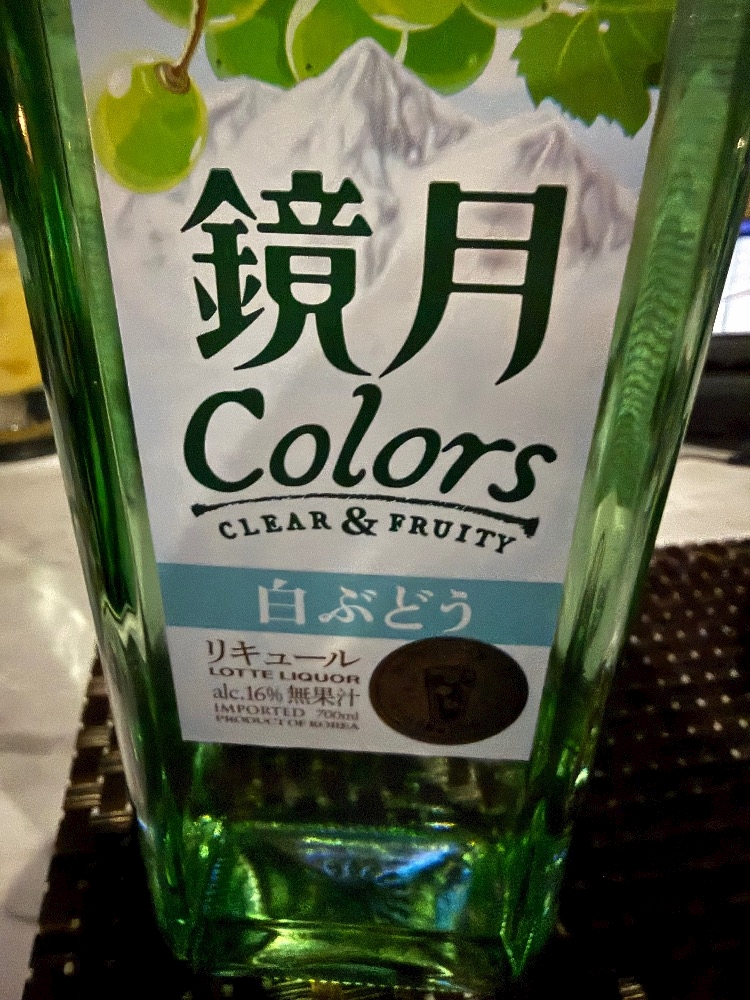 鏡月
Colors
CLEAR & FRUITY
白ぶどう
リキュール
LOTTE LIQUOR
alc.16% 無果汁
IMPORTED 700ml
PRODUCT OF KOREA